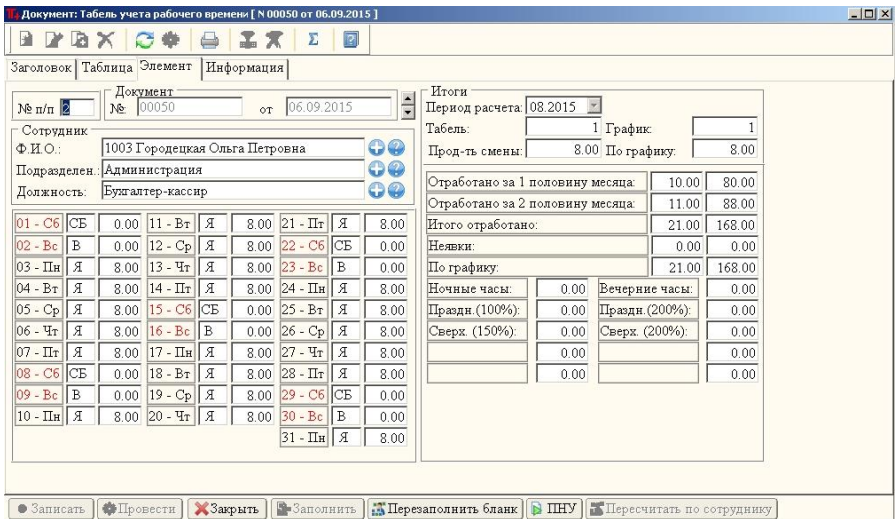 Документ: Табель учета рабочего времени [ N 00050 от 06.09.2015 ]
Заголовок Таблица Элемент Информация
№ п/п 2 Документ №: 00050 от 06.09.2015
Сотрудник
Ф.И.О.: 1003 Городецкая Ольга Петровна
Подразделен.: Администрация
Должность: Бухгалтер-кассир
01 - Сб СБ 0.00 11 - Вт Я 8.00 21 - Пт Я 8.00
02 - Вс В 0.00 12 - Ср Я 8.00 22 - Сб СБ 0.00
03 - Пн Я 8.00 13 - Чт Я 8.00 23 - Вс В 0.00
04 - Вт Я 8.00 14 - Пт Я 8.00 24 - Пн Я 8.00
05 - Ср Я 8.00 15 - Сб СБ 0.00 25 - Вт Я 8.00
06 - Чт Я 8.00 16 - Вс В 0.00 26 - Ср Я 8.00
07 - Пт Я 8.00 17 - Пн Я 8.00 27 - Чт Я 8.00
08 - Сб СБ 0.00 18 - Вт Я 8.00 28 - Пт Я 8.00
09 - Вс В 0.00 19 - Ср Я 8.00 29 - Сб СБ 0.00
10 - Пн Я 8.00 20 - Чт Я 8.00 30 - Вс В 0.00
31 - Пн Я 8.00
Итоги
Период расчета: 08.2015
Табель: 1 График: 1
Прод-ть смены: 8.00 По графику: 8.00
Отработано за 1 половину месяца: 10.00 80.00
Отработано за 2 половину месяца: 11.00 88.00
Итого отработано: 21.00 168.00
Неявки: 0.00 0.00
По графику: 21.00 168.00
Ночные часы: 0.00 Вечерние часы: 0.00
Праздн.(100%): 0.00 Праздн.(200%): 0.00
Сверх. (150%): 0.00 Сверх. (200%): 0.00
0.00 0.00
0.00 0.00
Записать Провести Закрыть Заполнить Перезаполнить бланк ПНУ Пересчитать по сотруднику